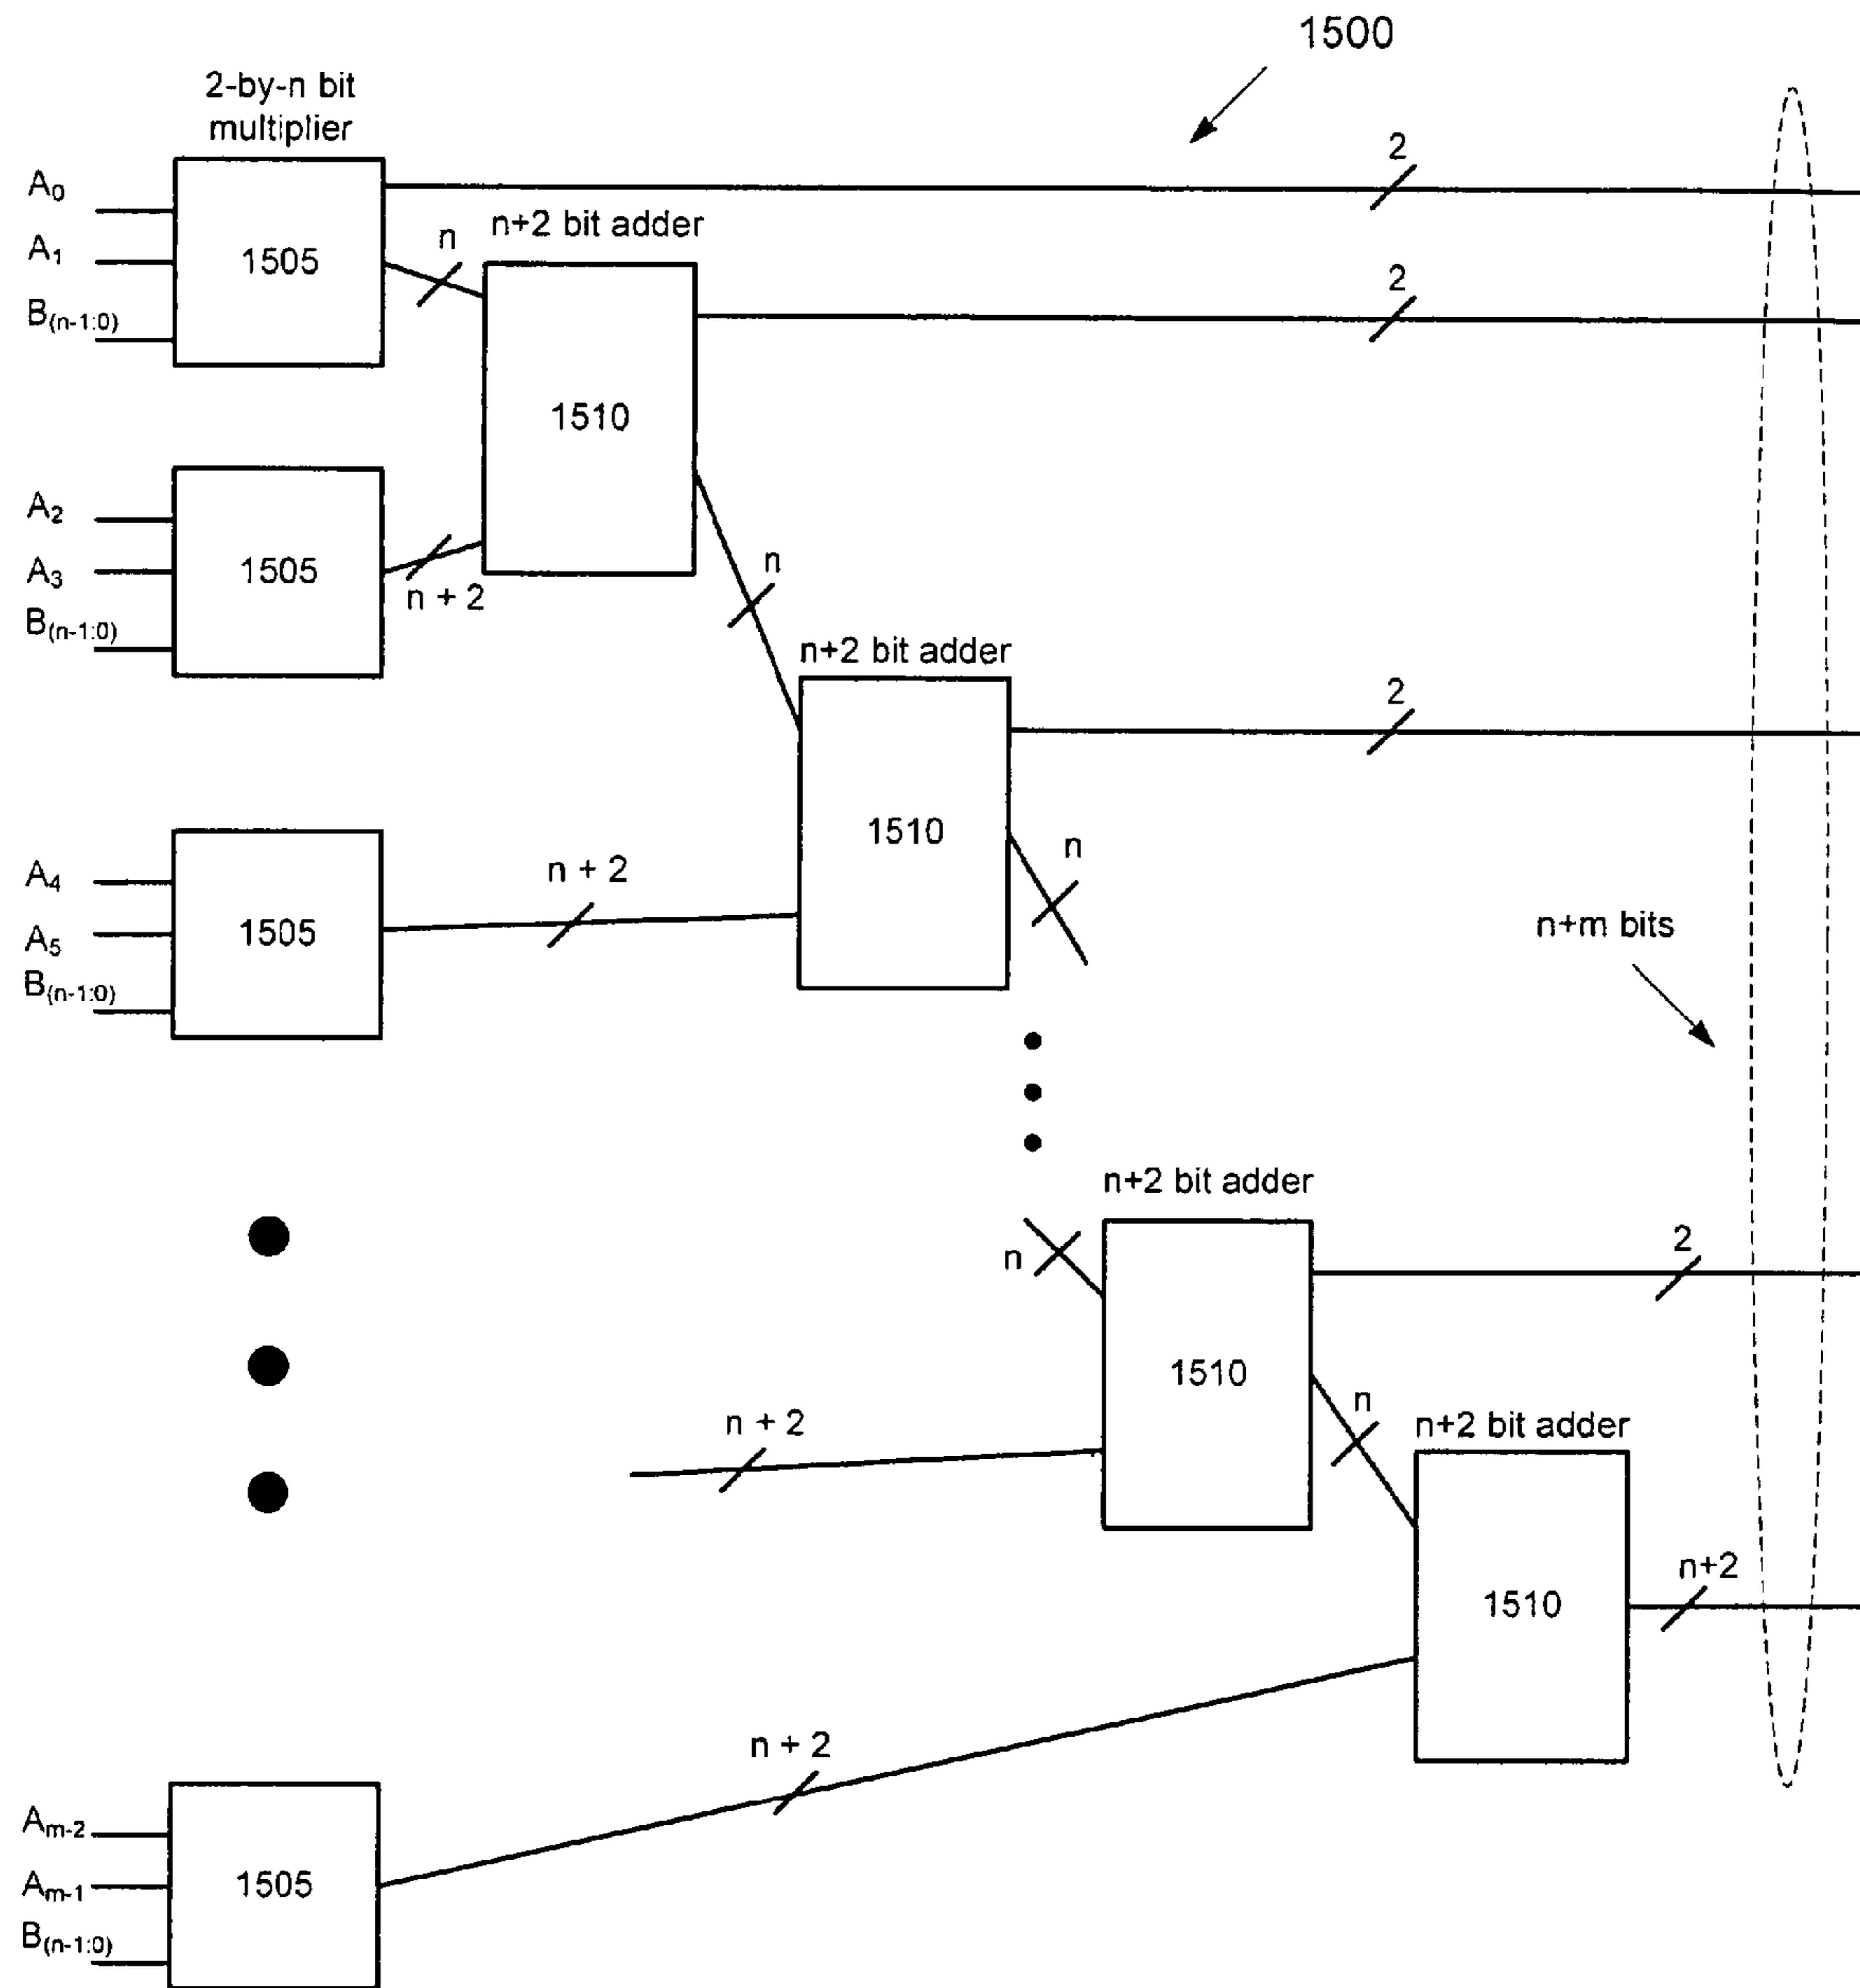 1500
2-by-n bit
multiplier
2
A₀
n+2 bit adder
n
A₁
1505
2
B₍ₙ₋₁:₀₎
1510
A₂
A₃
1505
n + 2
n
B₍ₙ₋₁:₀₎
n+2 bit adder
2
1510
n
A₄
n + 2
A₅
1505
n+m bits
B₍ₙ₋₁:₀₎
n+2 bit adder
2
n
1510
n
n + 2
n+2 bit adder
n+2
1510
n + 2
Aₘ₋₂
Aₘ₋₁
1505
B₍ₙ₋₁:₀₎